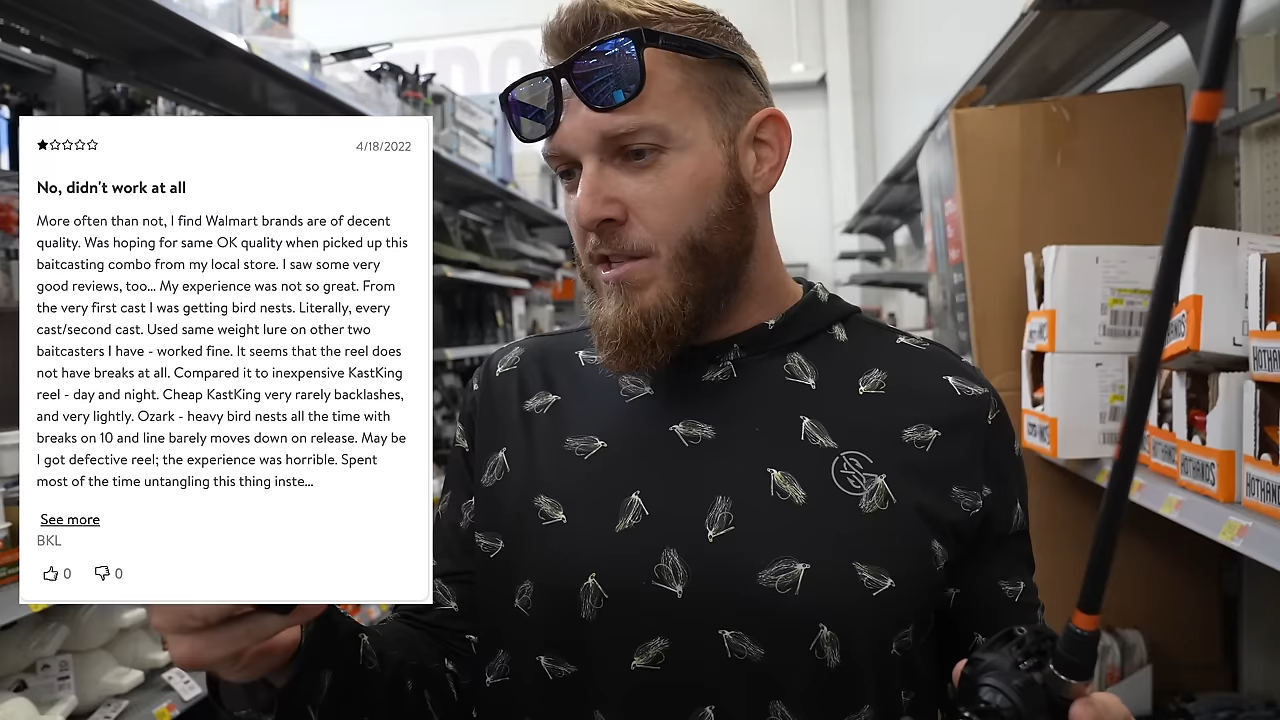 4/18/2022
No, didn't work at all
More often than not, I find Walmart brands are of decent
quality. Was hoping for same OK quality when picked up this
baitcasting combo from my local store. I saw some very
good reviews, too... My experience was not so great. From
the very first cast I was getting bird nests. Literally, every
cast/second cast. Used same weight lure on other two
baitcasters I have - worked fine. It seems that the reel does
not have breaks at all. Compared it to inexpensive KastKing
reel - day and night. Cheap KastKing very rarely backlashes,
and very lightly. Ozark - heavy bird nests all the time with
breaks on 10 and line barely moves down on release. May be
I got defective reel; the experience was horrible. Spent
most of the time untangling this thing inste...
See more
BKL
0 0
HOTHANDS